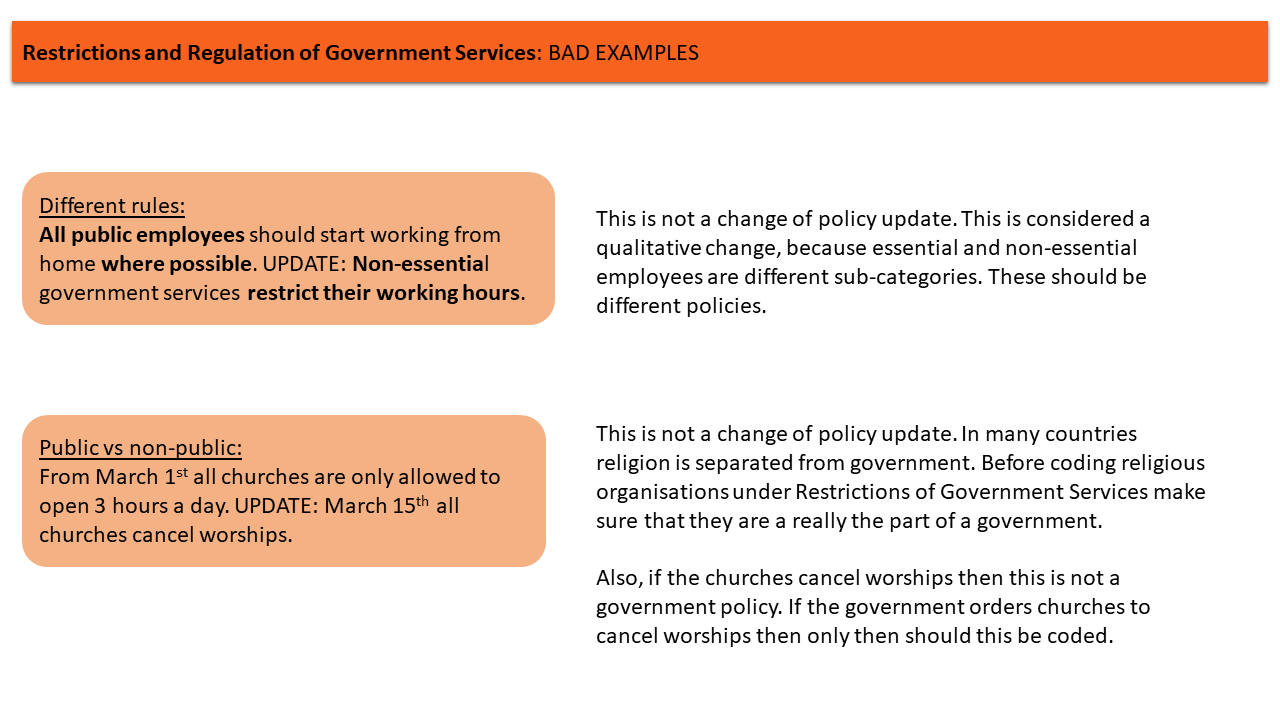 Restrictions and Regulation of Government Services: BAD EXAMPLES
Different rules:
All public employees should start working from
home where possible. UPDATE: Non-essential
government services restrict their working hours.
This is not a change of policy update. This is considered a
qualitative change, because essential and non-essential
employees are different sub-categories. These should be
different policies.
Public vs non-public:
From March 1st all churches are only allowed to
open 3 hours a day. UPDATE: March 15th all
churches cancel worships.
This is not a change of policy update. In many countries
religion is separated from government. Before coding religious
organisations under Restrictions of Government Services make
sure that they are a really the part of a government.
Also, if the churches cancel worships then this is not a
government policy. If the government orders churches to
cancel worships then only then should this be coded.